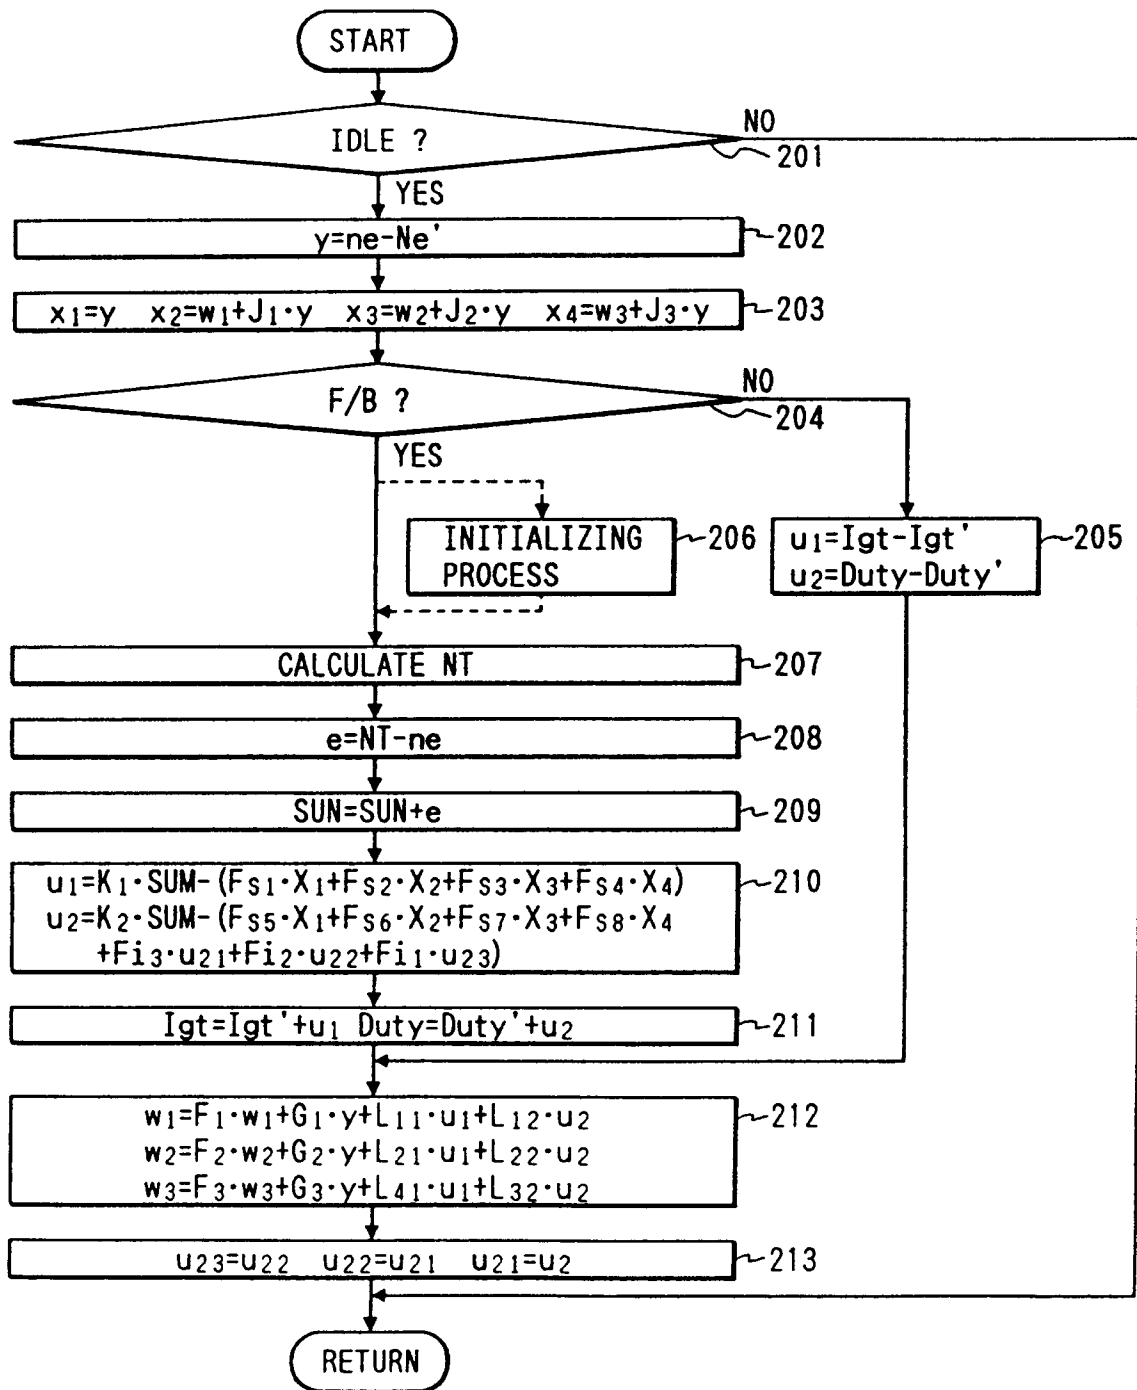 START
IDLE ?
NO
201
YES
y=ne-Ne'
202
x₁=y x₂=w₁+J₁·y x₃=w₂+J₂·y x₄=w₃+J₃·y
203
F/B ?
NO
204
YES
INITIALIZING
PROCESS
206
u₁=Igt-Igt'
u₂=Duty-Duty'
205
CALCULATE NT
207
e=NT-ne
208
SUN=SUN+e
209
u₁=K₁·SUM-(FS1·X₁+FS2·X₂+FS3·X₃+FS4·X₄)
u₂=K₂·SUM-(FS5·X₁+FS6·X₂+FS7·X₃+FS8·X₄
+Fi₃·u₂₁+Fi₂·u₂₂+Fi₁·u₂₃)
210
Igt=Igt'+u₁ Duty=Duty'+u₂
211
w₁=F₁·w₁+G₁·y+L₁₁·u₁+L₁₂·u₂
w₂=F₂·w₂+G₂·y+L₂₁·u₁+L₂₂·u₂
w₃=F₃·w₃+G₃·y+L₄₁·u₁+L₃₂·u₂
212
u₂₃=u₂₂ u₂₂=u₂₁ u₂₁=u₂
213
RETURN